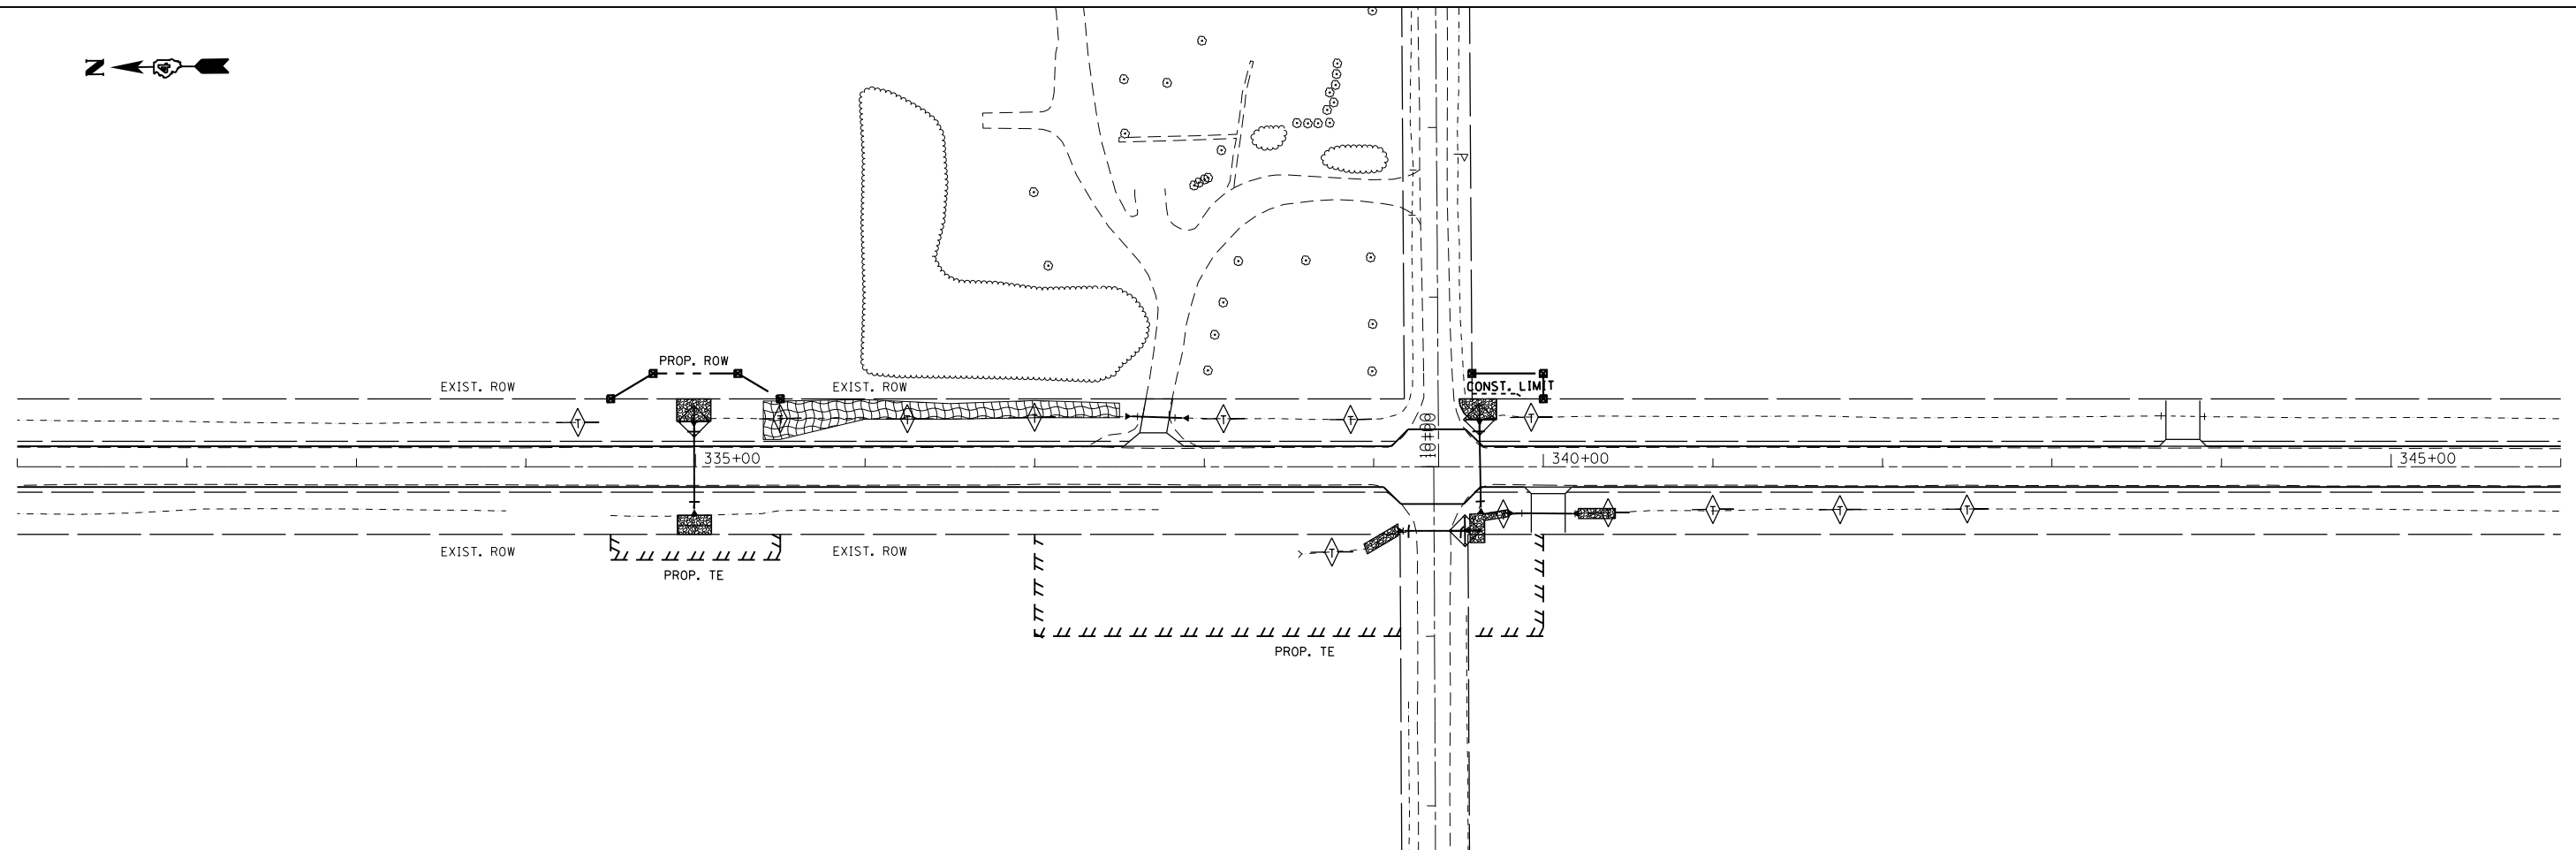 N
PROP. ROW
EXIST. ROW
EXIST. ROW
CONST. LIMIT
T
T
T
T
T
T
T
10+00
335+00
340+00
345+00
T
T
T
T
EXIST. ROW
EXIST. ROW
PROP. TE
PROP. TE